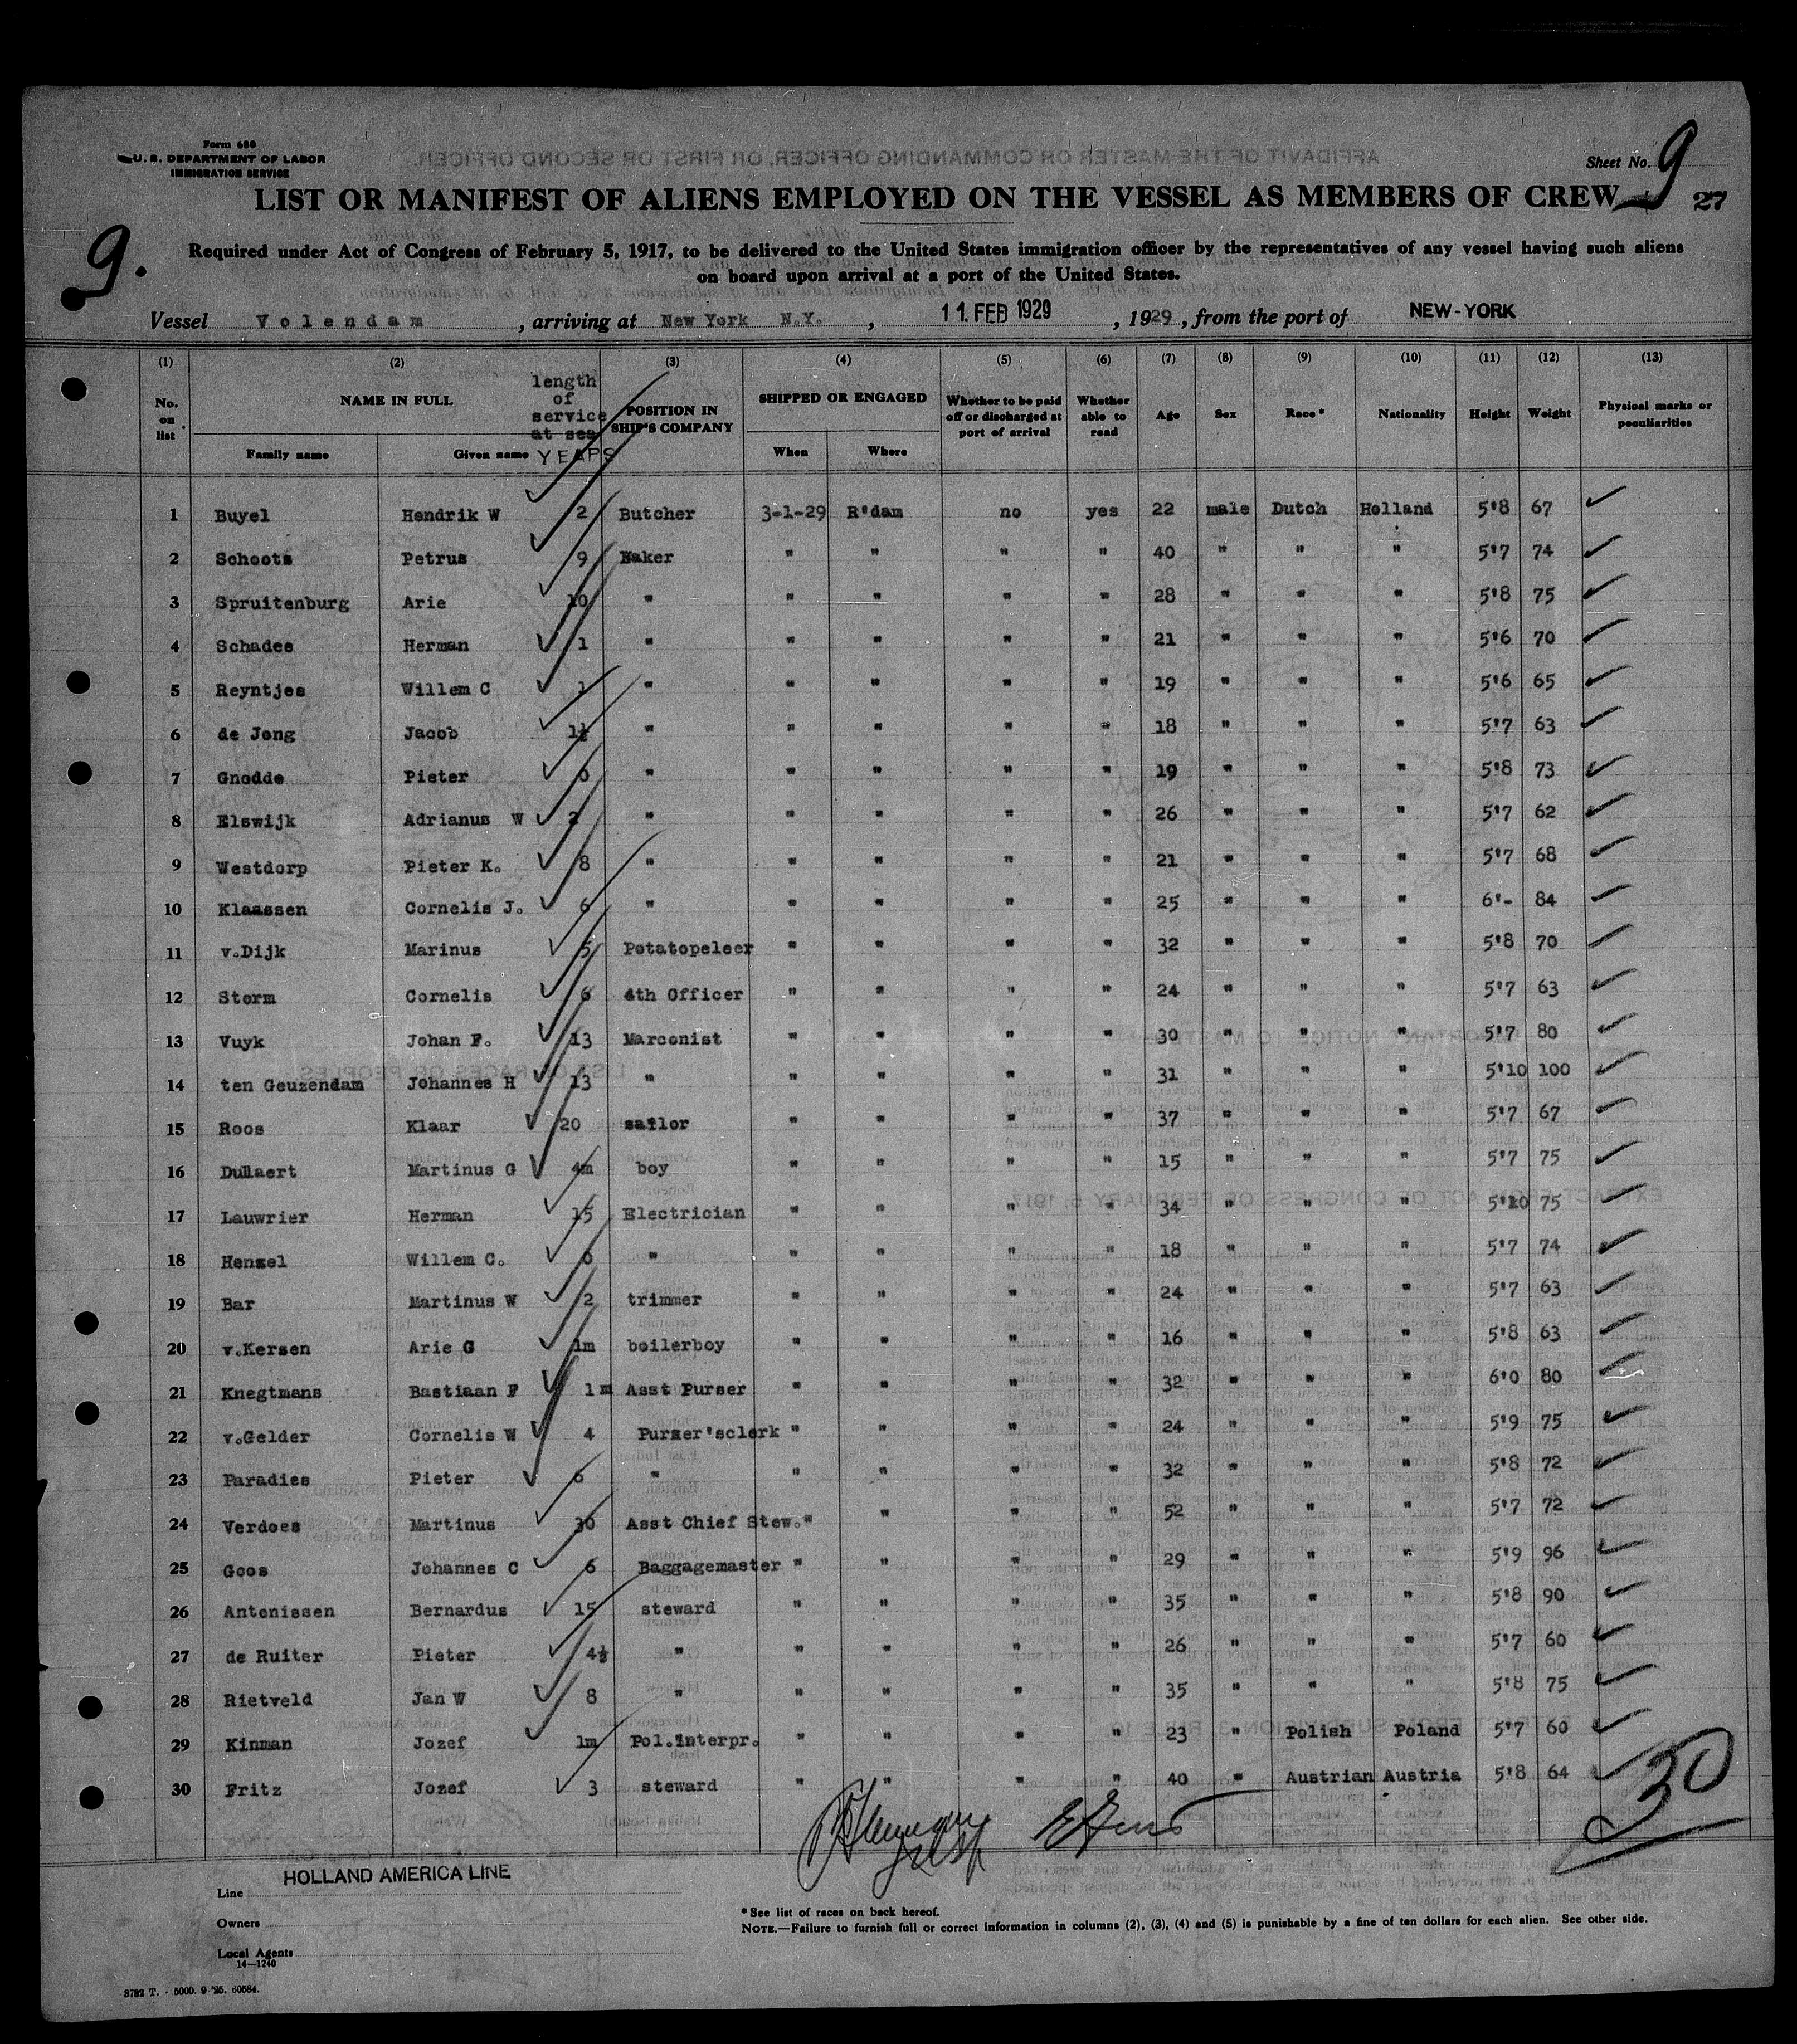 Form 680
U. S. DEPARTMENT OF LABOR
IMMIGRATION SERVICE
Sheet No. 9
27
LIST OR MANIFEST OF ALIENS EMPLOYED ON THE VESSEL AS MEMBERS OF CREW
9.
Required under Act of Congress of February 5, 1917, to be delivered to the United States immigration officer by the representatives of any vessel having such aliens
on board upon arrival at a port of the United States.
Vessel Volendam , arriving at New York N.Y. , 11 FEB 1929 , 1929 , from the port of NEW-YORK
(1) (2) (3) (4) (5) (6) (7) (8) (9) (10) (11) (12) (13)
No. on list NAME IN FULL length of service at sea YEARS POSITION IN SHIP'S COMPANY SHIPPED OR ENGAGED Whether to be paid off or discharged at port of arrival Whether able to read Age Sex Race* Nationality Height Weight Physical marks or peculiarities
Family name Given name When Where
1 Buyel Hendrik W 2 Butcher 3-1-29 R'dam no yes 22 male Dutch Holland 5'8 67
2 Schoots Petrus 9 Baker " " " " 40 " " " 5'7 74
3 Spruitenburg Arie 10 " " " " " 28 " " " 5'8 75
4 Schadee Herman 1 " " " " " 21 " " " 5'6 70
5 Reyntjes Willem C 1 " " " " " 19 " " " 5'6 65
6 de Jong Jacob 1½ " " " " " 18 " " " 5'7 63
7 Gnodde Pieter " " " " " 19 " " " 5'8 73
8 Elswijk Adrianus W 2 " " " " " 26 " " " 5'7 62
9 Westdorp Pieter K. 8 " " " " " 21 " " " 5'7 68
10 Klaassen Cornelis J. 6 " " " " " 25 " " " 6'- 84
11 v.Dijk Marinus 5 Potatopeleer " " " " 32 " " " 5'8 70
12 Storm Cornelis 6 4th Officer " " " " 24 " " " 5'7 63
13 Vuyk Johan F. 13 Marconist " " " " 30 " " " 5'7 80
14 ten Geuzendam Johannes H 13 " " " " " 31 " " " 5'10 100
15 Roos Klaar 20 sailor " " " " 37 " " " 5'7 67
16 Dullaert Martinus G 4m boy " " " " 15 " " " 5'7 75
17 Lauwrier Herman 15 Electrician " " " " 34 " " " 5'10 75
18 Henzel Willem C. " " " " " 18 " " " 5'7 74
19 Bar Martinus W 2 trimmer " " " " 24 " " " 5'7 63
20 v.Kersen Arie G 1m boilerboy " " " " 16 " " " 5'8 63
21 Knegtmans Bastiaan F 1m Asst Purser " " " " 32 " " " 6'0 80
22 v.Gelder Cornelis W 4 Purser'sclerk " " " " 24 " " " 5'9 75
23 Paradies Pieter 6 " " " " " 32 " " " 5'8 72
24 Verdoes Martinus 30 Asst Chief Stew. " " " " 52 " " " 5'7 72
25 Goos Johannes C 6 Baggagemaster " " " " 29 " " " 5'9 96
26 Antonissen Bernardus 15 steward " " " " 35 " " " 5'8 90
27 de Ruiter Pieter 4½ " " " " " 26 " " " 5'7 60
28 Rietveld Jan W 8 " " " " " 35 " " " 5'8 75
29 Kinman Jozef 1m Pol.interpr. " " " " 23 " Polish Poland 5'7 60
30 Fritz Jozef 3 steward " " " " 40 " Austrian Austria 5'8 64
30
Line HOLLAND AMERICA LINE
Owners
Local Agents
14—1240
* See list of races on back hereof.
NOTE.—Failure to furnish full or correct information in columns (2), (3), (4) and (5) is punishable by a fine of ten dollars for each alien. See other side.
3782 T. - 5000. 9-'25. 60584.